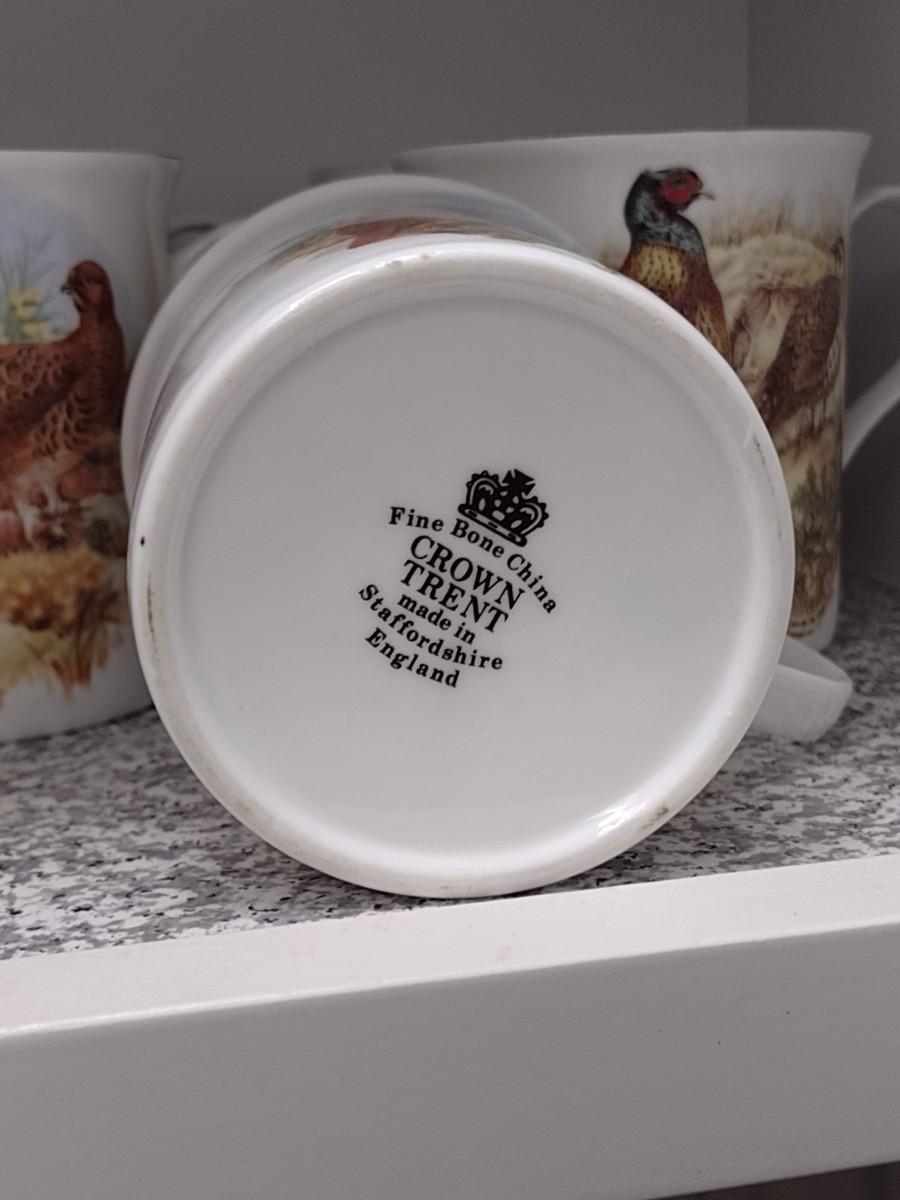 Fine Bone China
CROWN
TRENT
made in
Staffordshire
England